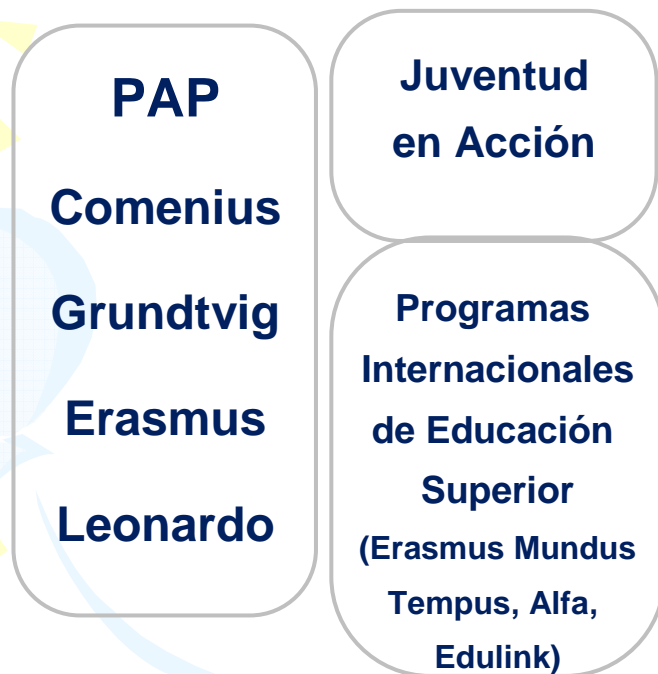 PAP
Comenius
Grundtvig
Erasmus
Leonardo
Juventud
en Acción
Programas
Internacionales
de Educación
Superior
(Erasmus Mundus
Tempus, Alfa,
Edulink)